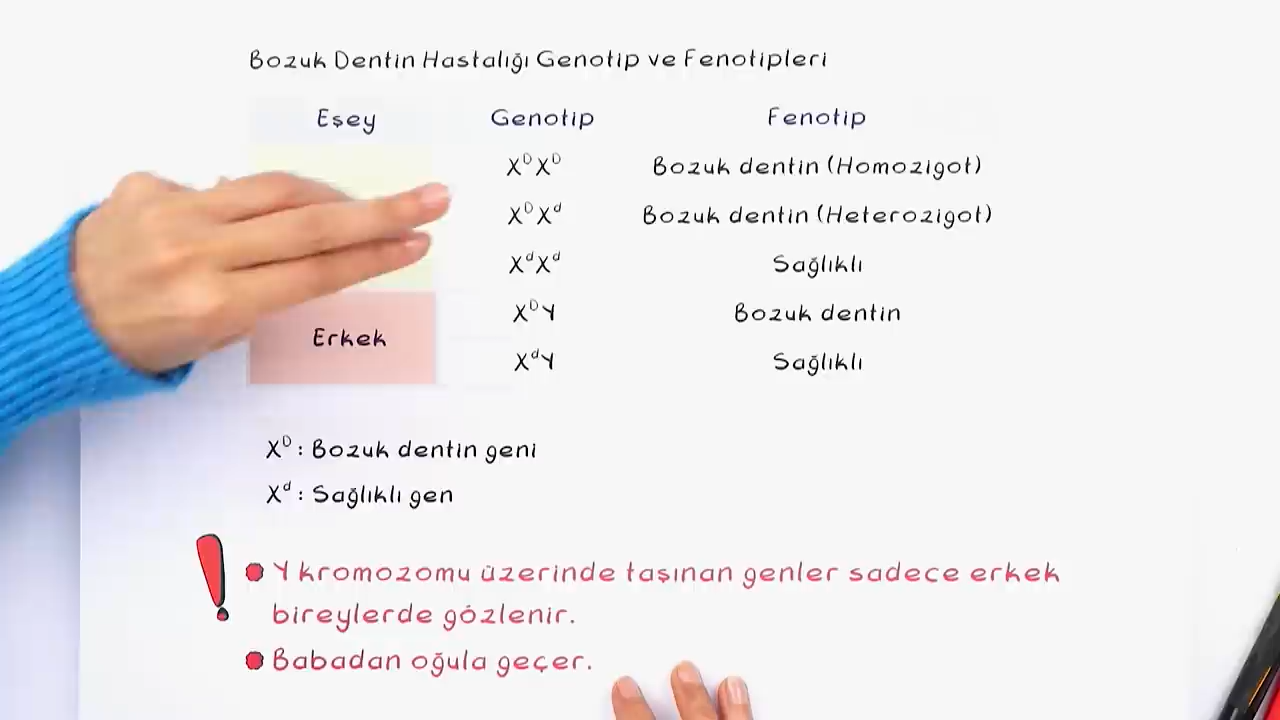 Bozuk Dentin Hastalığı Genotip ve Fenotipleri
Eşey Genotip Fenotip
XᴰXᴰ Bozuk dentin (Homozigot)
XᴰXᵈ Bozuk dentin (Heterozigot)
XᵈXᵈ Sağlıklı
Erkek
XᴰY Bozuk dentin
XᵈY Sağlıklı
Xᴰ : Bozuk dentin geni
Xᵈ : Sağlıklı gen
Y kromozomu üzerinde taşınan genler sadece erkek
bireylerde gözlenir.
Babadan oğula geçer.